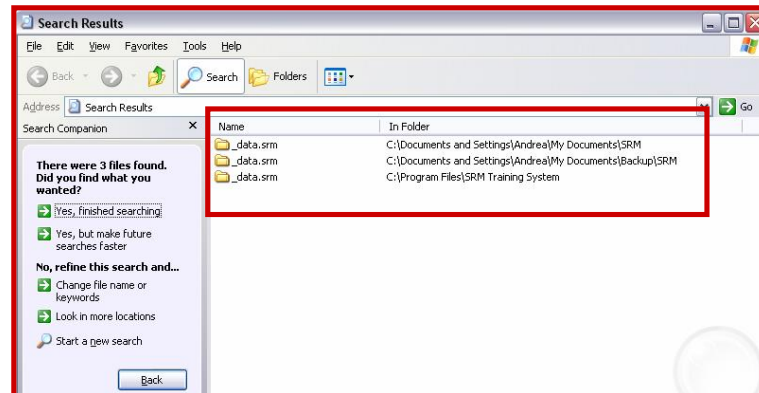 Search Results
File Edit View Favorites Tools Help
Back Search Folders
Address Search Results Go
Search Companion × Name In Folder
_data.srm C:\Documents and Settings\Andrea\My Documents\SRM
_data.srm C:\Documents and Settings\Andrea\My Documents\Backup\SRM
_data.srm C:\Program Files\SRM Training System
There were 3 files found.
Did you find what you
wanted?
Yes, finished searching
Yes, but make future
searches faster
No, refine this search and...
Change file name or
keywords
Look in more locations
Start a new search
Back